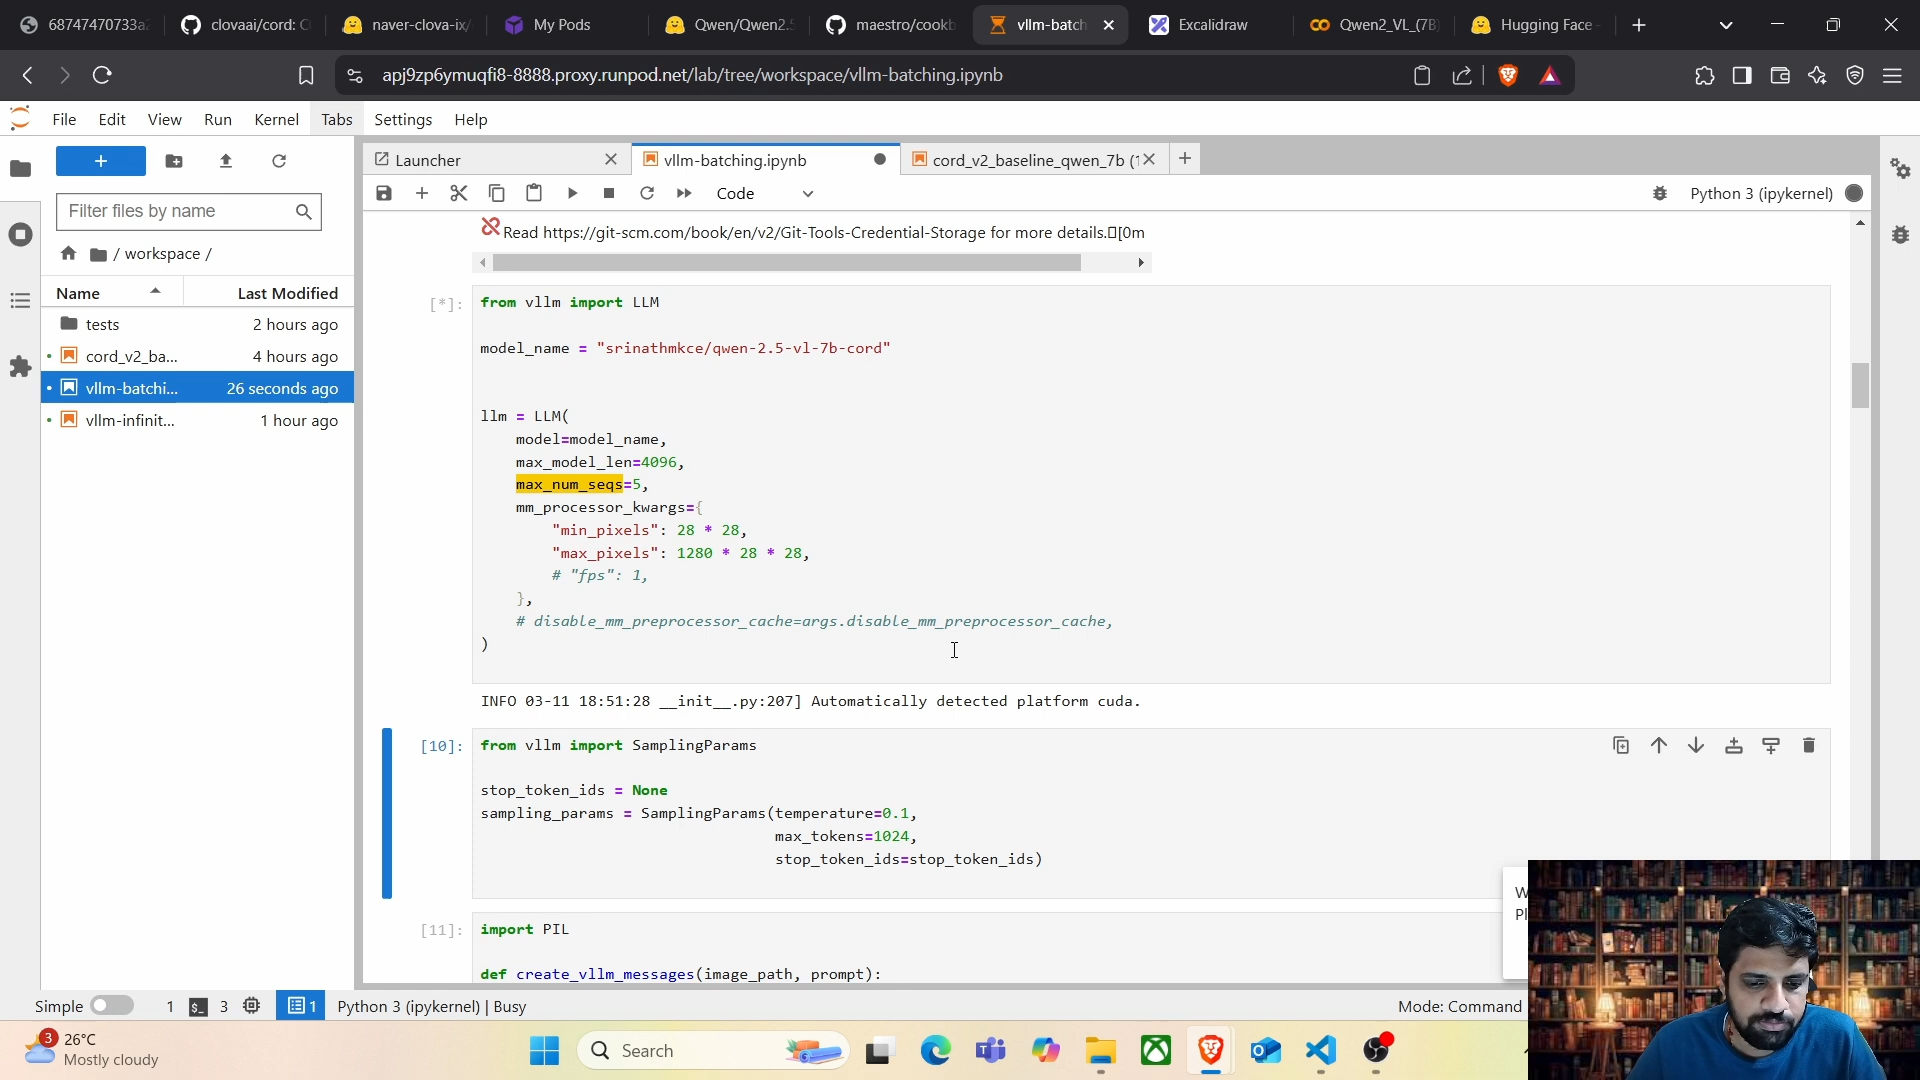 68747470733a2
clovaai/cord: C
naver-clova-ix/
My Pods
Qwen/Qwen2.5
maestro/cookb
vllm-batch
Excalidraw
Qwen2_VL_(7B
Hugging Face -
apj9zp6ymuqfi8-8888.proxy.runpod.net/lab/tree/workspace/vllm-batching.ipynb
File Edit View Run Kernel Tabs Settings Help
Launcher
vllm-batching.ipynb
cord_v2_baseline_qwen_7b (1
Code
Python 3 (ipykernel)
Filter files by name
/ workspace /
Name Last Modified
tests 2 hours ago
cord_v2_ba... 4 hours ago
vllm-batchi... 26 seconds ago
vllm-infinit... 1 hour ago
Read https://git-scm.com/book/en/v2/Git-Tools-Credential-Storage for more details.▯[0m
[*]:
from vllm import LLM
model_name = "srinathmkce/qwen-2.5-vl-7b-cord"
llm = LLM(
model=model_name,
max_model_len=4096,
max_num_seqs=5,
mm_processor_kwargs={
"min_pixels": 28 * 28,
"max_pixels": 1280 * 28 * 28,
# "fps": 1,
},
# disable_mm_preprocessor_cache=args.disable_mm_preprocessor_cache,
)
INFO 03-11 18:51:28 __init__.py:207] Automatically detected platform cuda.
[10]:
from vllm import SamplingParams
stop_token_ids = None
sampling_params = SamplingParams(temperature=0.1,
max_tokens=1024,
stop_token_ids=stop_token_ids)
[11]:
import PIL
def create_vllm_messages(image_path, prompt):
Simple 1 3 1 Python 3 (ipykernel) | Busy
Mode: Command
3
26°C
Mostly cloudy
Search